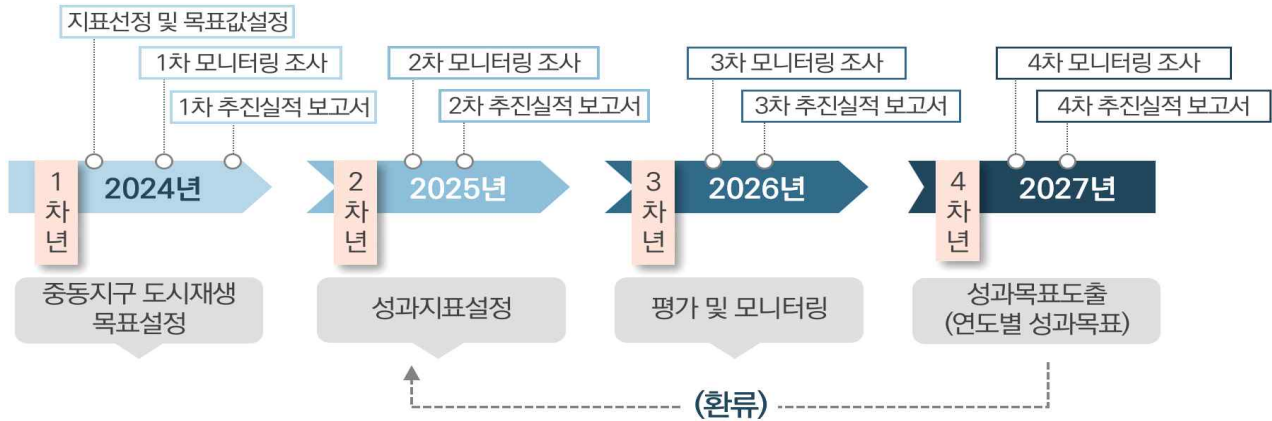 지표선정 및 목표값설정
1차 모니터링 조사
1차 추진실적 보고서
2차 모니터링 조사
2차 추진실적 보고서
3차 모니터링 조사
3차 추진실적 보고서
4차 모니터링 조사
4차 추진실적 보고서
1차년
2024년
2차년
2025년
3차년
2026년
4차년
2027년
중동지구 도시재생
목표설정
성과지표설정
평가 및 모니터링
성과목표도출
(연도별 성과목표)
(환류)